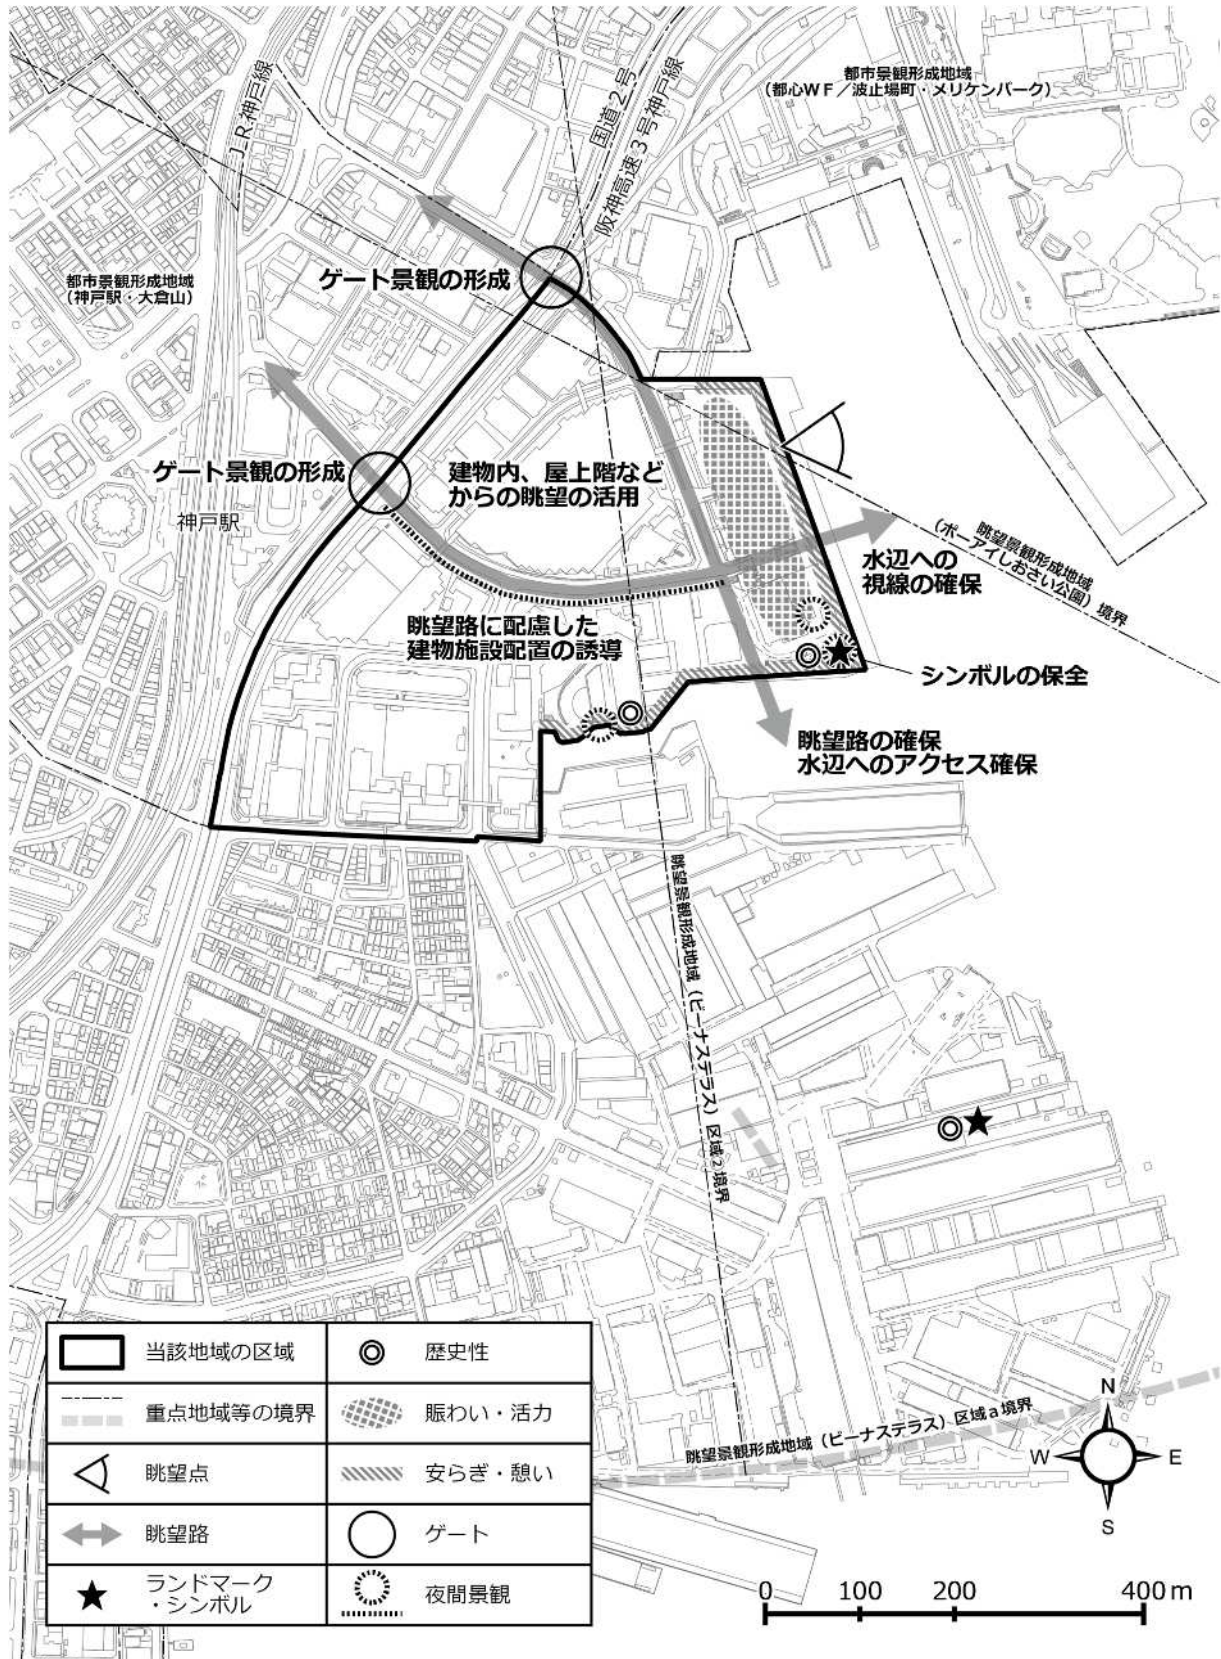 都市景観形成地域
（都心ＷＦ／波止場町・メリケンパーク）
国道２号
阪神高速３号神戸線
ＪＲ神戸線
都市景観形成地域
（神戸駅・大倉山）
ゲート景観の形成
ゲート景観の形成
神戸駅
建物内、屋上階など
からの眺望の活用
水辺への
視線の確保
眺望景観形成地域
（ポーアイしおさい公園）境界
眺望路に配慮した
建物施設配置の誘導
シンボルの保全
眺望路の確保
水辺へのアクセス確保
眺望景観形成地域（ビーナステラス）区域２境界
眺望景観形成地域（ビーナステラス）区域ａ境界
当該地域の区域
歴史性
重点地域等の境界
賑わい・活力
眺望点
安らぎ・憩い
眺望路
ゲート
ランドマーク
・シンボル
夜間景観
N
W
E
S
0 100 200 400m